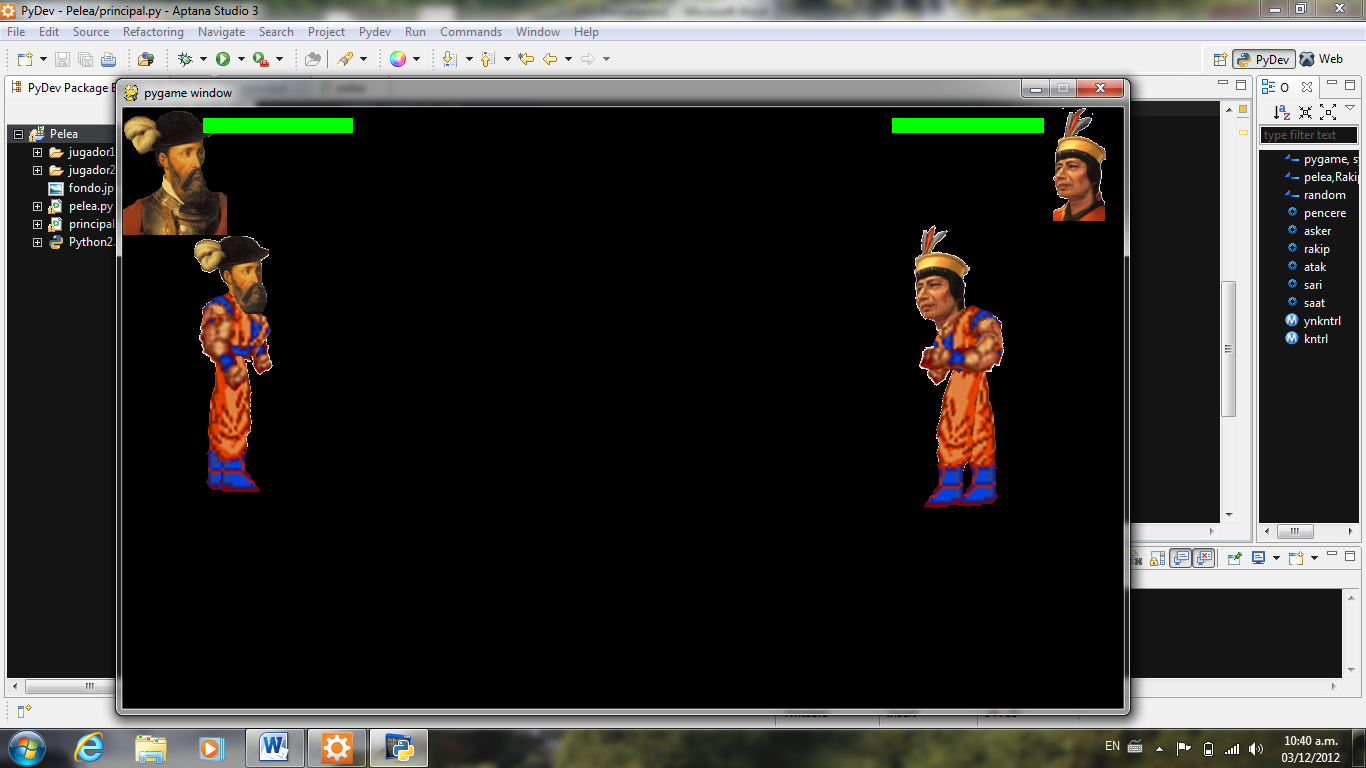 PyDev - Pelea/principal.py - Aptana Studio 3
File Edit Source Refactoring Navigate Search Project Pydev Run Commands Window Help
PyDev Web
PyDev Package
O
pygame window
type filter text
Pelea
jugador1
jugador2
fondo.jp
pelea.py
principal
Python2.
pygame, s
pelea,Rakip
random
pencere
asker
rakip
atak
sari
saat
ynkntrl
kntrl
EN
10:40 a.m.
03/12/2012